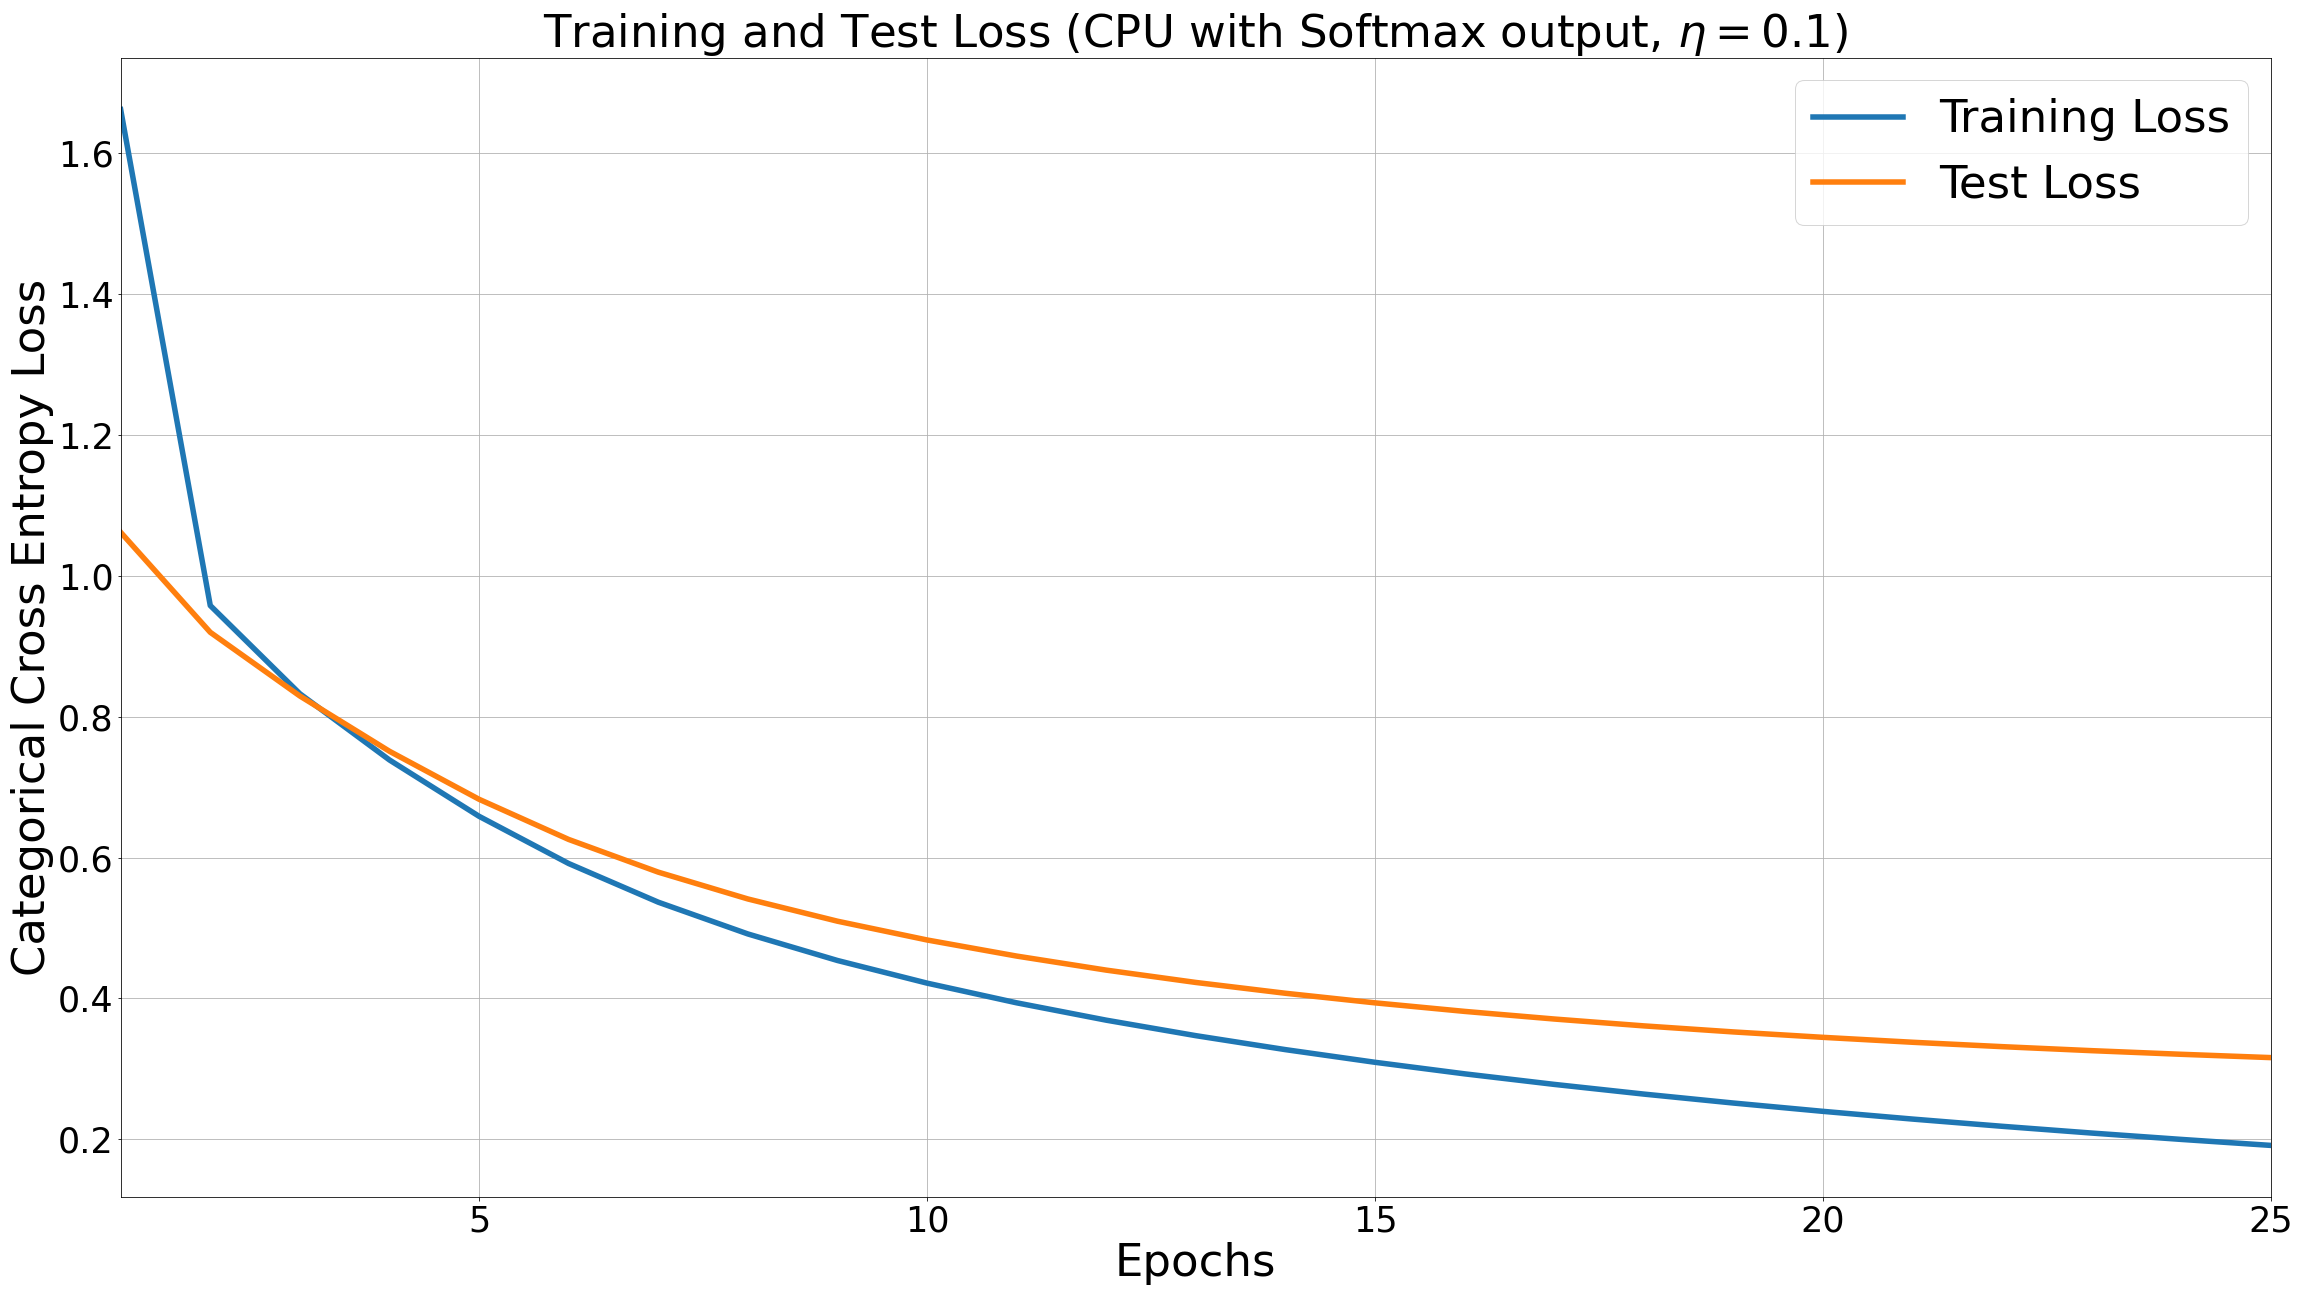 Training and Test Loss (CPU with Softmax output, η = 0.1)
Training Loss
Test Loss
Categorical Cross Entropy Loss
1.6
1.4
1.2
1.0
0.8
0.6
0.4
0.2
5 10 15 20 25
Epochs